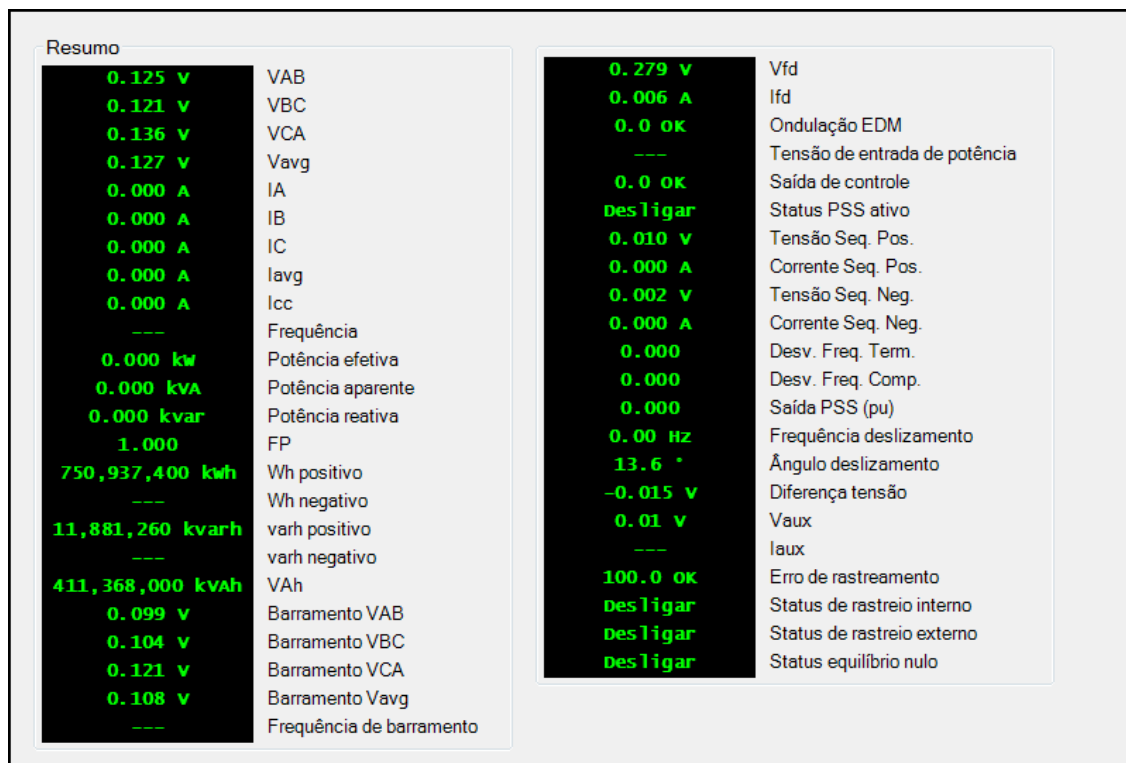 Resumo
0.125 V VAB
0.121 V VBC
0.136 V VCA
0.127 V Vavg
0.000 A IA
0.000 A IB
0.000 A IC
0.000 A Iavg
0.000 A Icc
--- Frequência
0.000 kW Potência efetiva
0.000 kVA Potência aparente
0.000 kvar Potência reativa
1.000 FP
750,937,400 kWh Wh positivo
--- Wh negativo
11,881,260 kvarh varh positivo
--- varh negativo
411,368,000 kVAh VAh
0.099 V Barramento VAB
0.104 V Barramento VBC
0.121 V Barramento VCA
0.108 V Barramento Vavg
--- Frequência de barramento
0.279 V Vfd
0.006 A Ifd
0.0 OK Ondulação EDM
--- Tensão de entrada de potência
0.0 OK Saída de controle
Desligar Status PSS ativo
0.010 V Tensão Seq. Pos.
0.000 A Corrente Seq. Pos.
0.002 V Tensão Seq. Neg.
0.000 A Corrente Seq. Neg.
0.000 Desv. Freq. Term.
0.000 Desv. Freq. Comp.
0.000 Saída PSS (pu)
0.00 Hz Frequência deslizamento
13.6 ° Ângulo deslizamento
-0.015 V Diferença tensão
0.01 V Vaux
--- Iaux
100.0 OK Erro de rastreamento
Desligar Status de rastreio interno
Desligar Status de rastreio externo
Desligar Status equilíbrio nulo